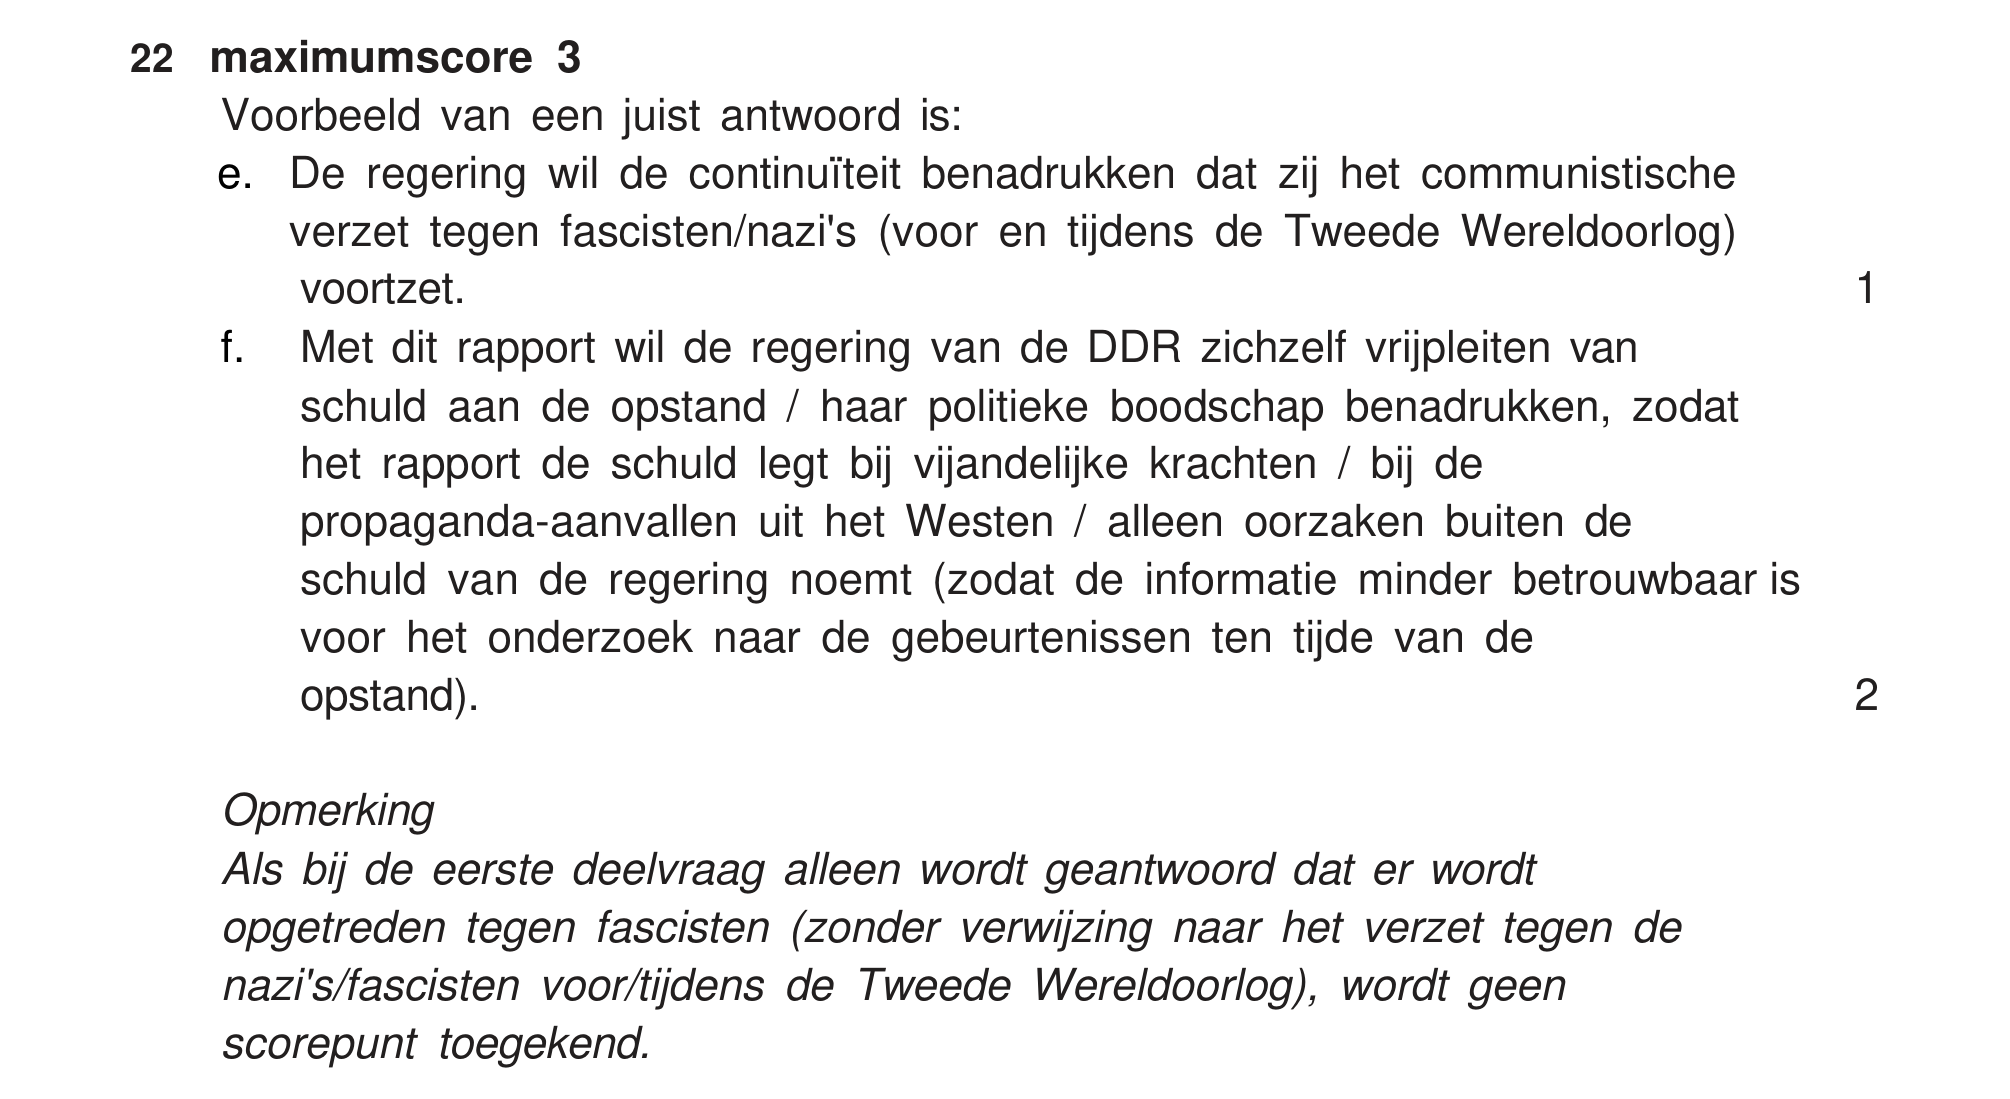 22 maximumscore 3
Voorbeeld van een juist antwoord is:
e. De regering wil de continuïteit benadrukken dat zij het communistische
verzet tegen fascisten/nazi's (voor en tijdens de Tweede Wereldoorlog)
voortzet. 1
f. Met dit rapport wil de regering van de DDR zichzelf vrijpleiten van
schuld aan de opstand / haar politieke boodschap benadrukken, zodat
het rapport de schuld legt bij vijandelijke krachten / bij de
propaganda-aanvallen uit het Westen / alleen oorzaken buiten de
schuld van de regering noemt (zodat de informatie minder betrouwbaar is
voor het onderzoek naar de gebeurtenissen ten tijde van de
opstand). 2
Opmerking
Als bij de eerste deelvraag alleen wordt geantwoord dat er wordt
opgetreden tegen fascisten (zonder verwijzing naar het verzet tegen de
nazi's/fascisten voor/tijdens de Tweede Wereldoorlog), wordt geen
scorepunt toegekend.